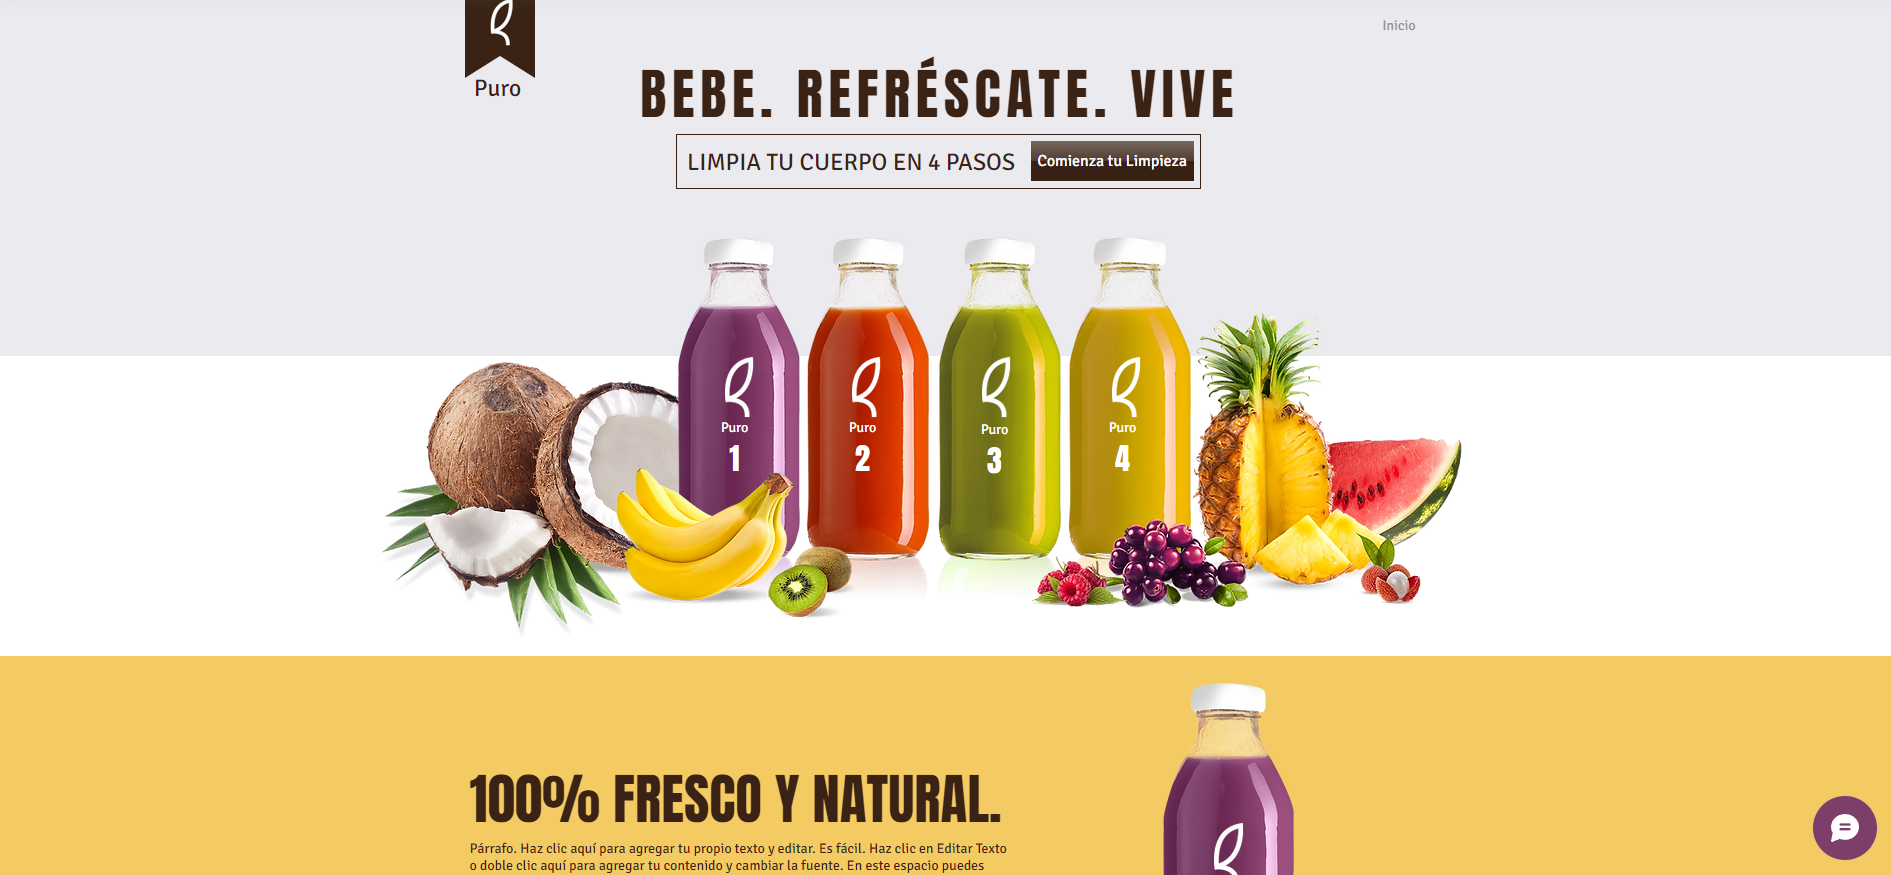 Inicio
Puro
BEBE. REFRÉSCATE. VIVE
LIMPIA TU CUERPO EN 4 PASOS
Comienza tu Limpieza
Puro
1
Puro
2
Puro
3
Puro
4
100% FRESCO Y NATURAL.
Párrafo. Haz clic aquí para agregar tu propio texto y editar. Es fácil. Haz clic en Editar Texto
o doble clic aquí para agregar tu contenido y cambiar la fuente. En este espacio puedes